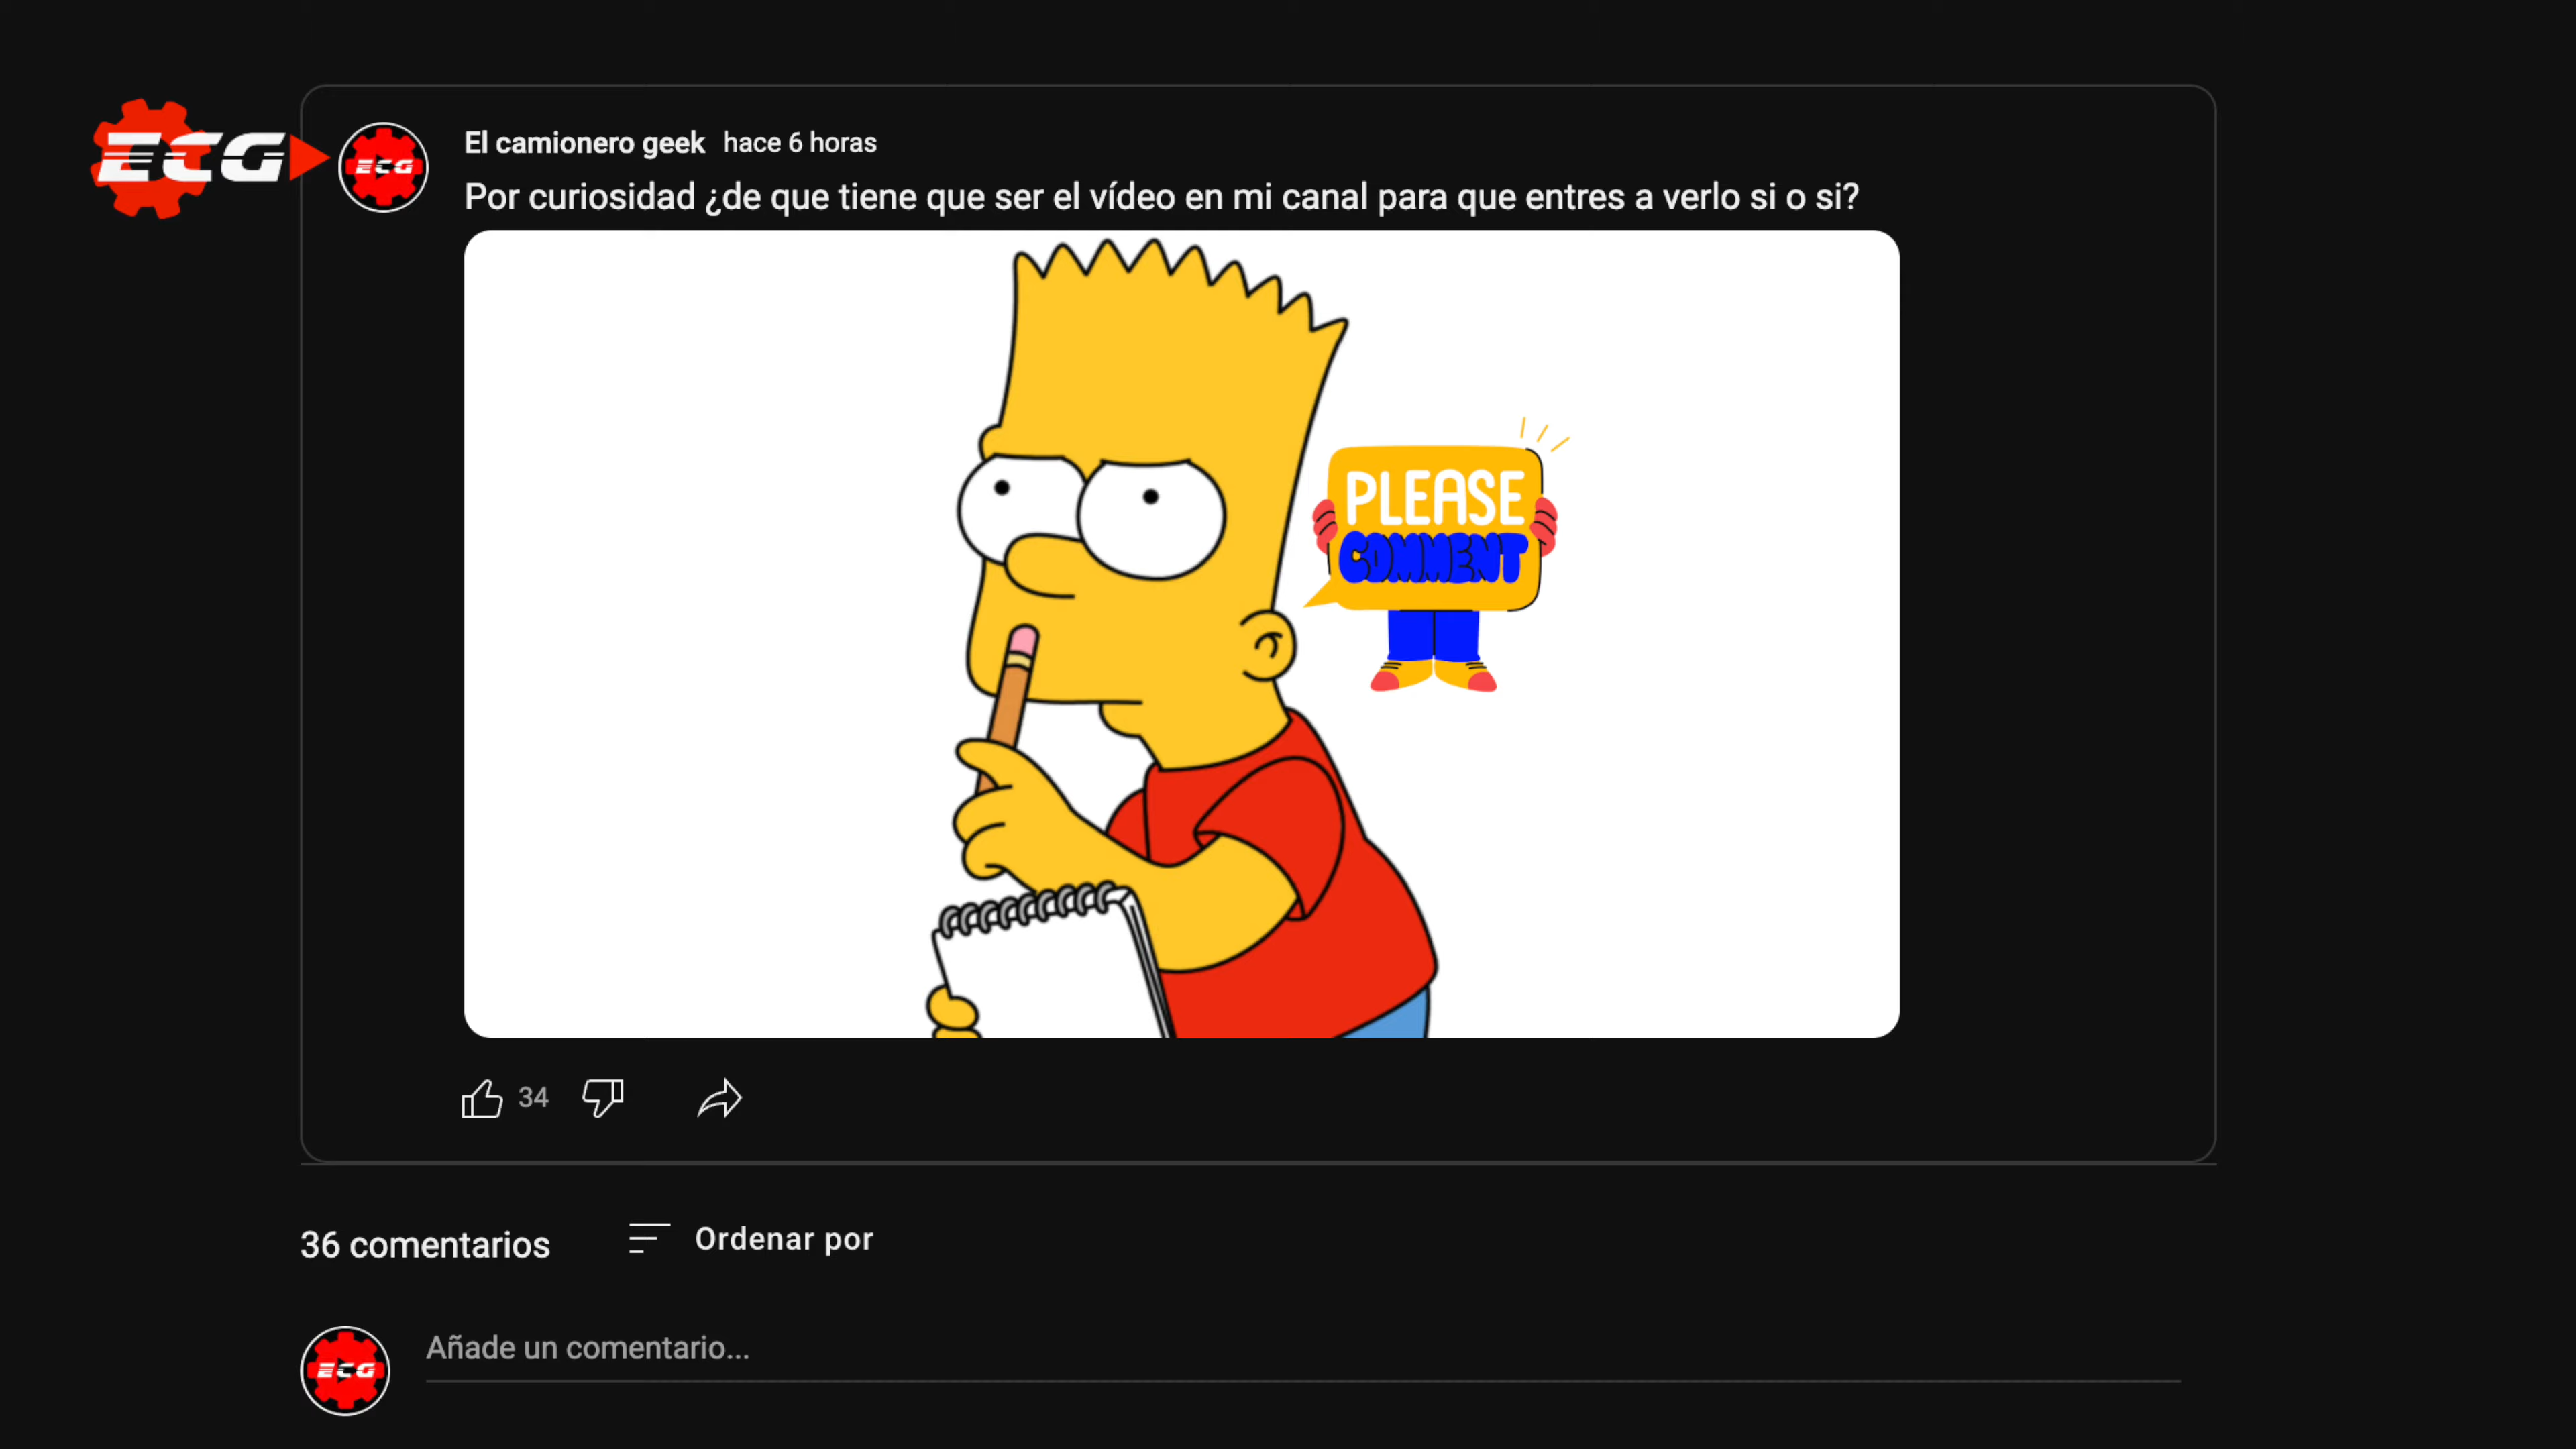 ECG
ECG
El camionero geek hace 6 horas
Por curiosidad ¿de que tiene que ser el vídeo en mi canal para que entres a verlo si o si?
PLEASE
COMMENT
34
36 comentarios
Ordenar por
ECG
Añade un comentario...